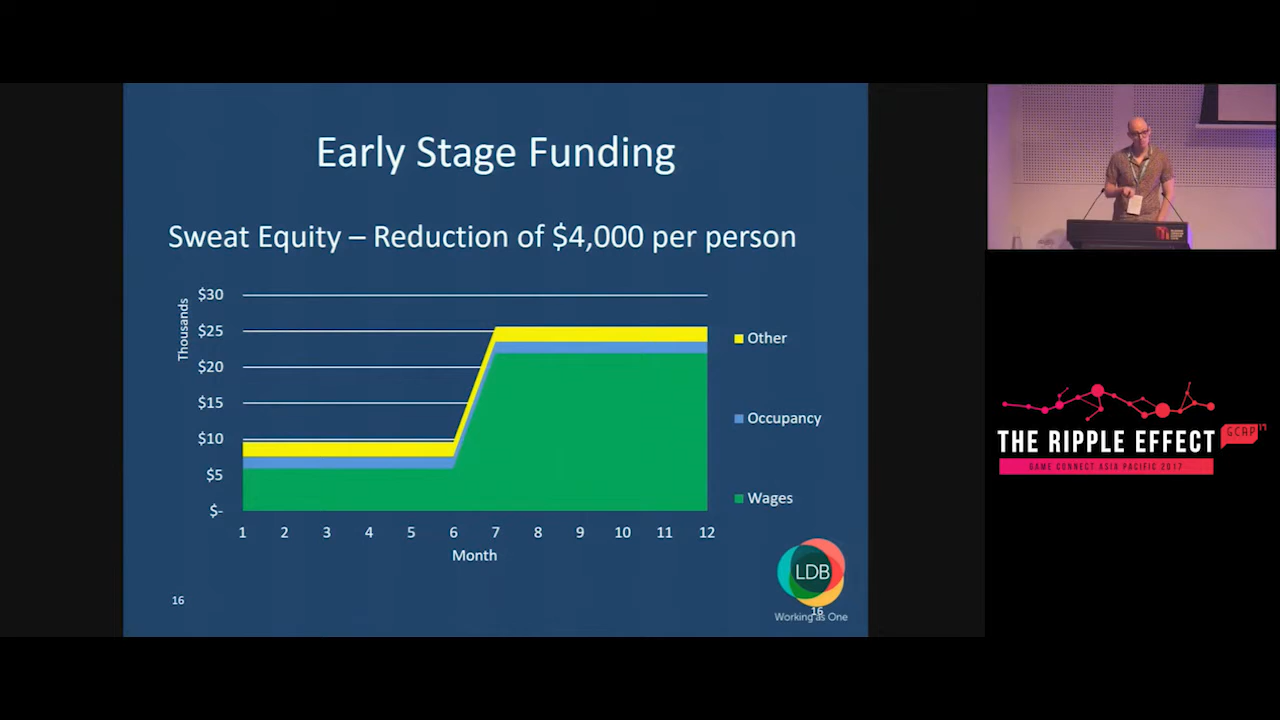 Early Stage Funding
Sweat Equity – Reduction of $4,000 per person
Thousands
$30
$25
$20
$15
$10
$5
$-
1 2 3 4 5 6 7 8 9 10 11 12
Month
Other
Occupancy
Wages
16
LDB
16
Working as One
THE RIPPLE EFFECT
GCAP 17
GAME CONNECT ASIA PACIFIC 2017